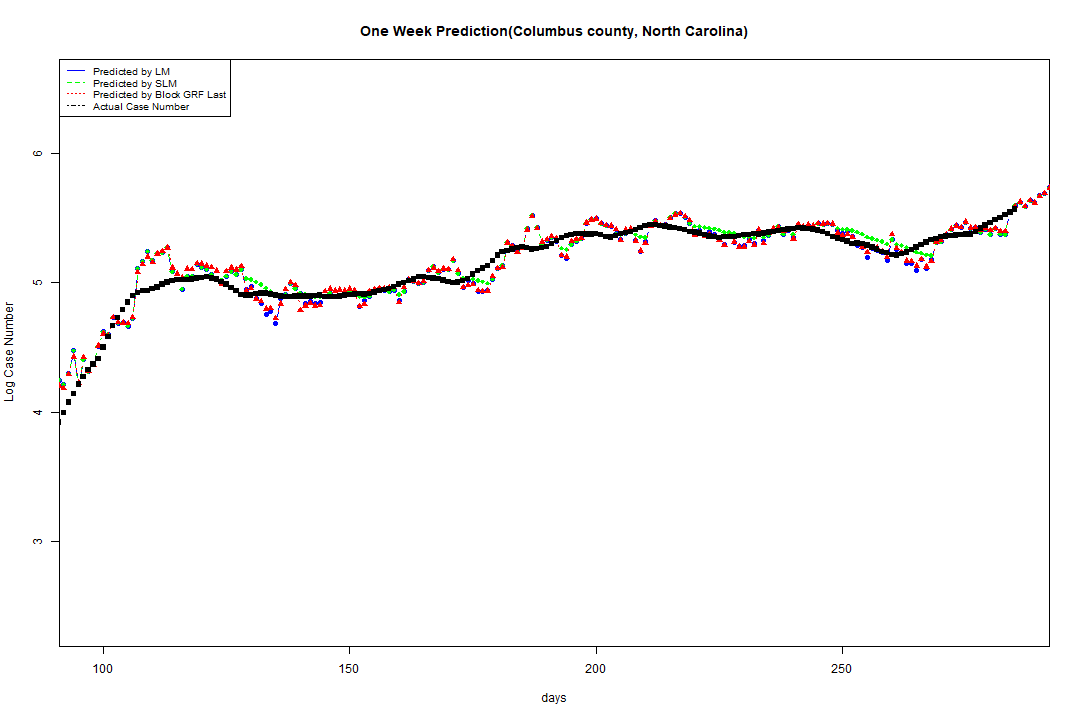 One Week Prediction(Columbus county, North Carolina)
Predicted by LM
Predicted by SLM
Predicted by Block GRF Last
Actual Case Number
6
5
4
3
Log Case Number
100 150 200 250
days